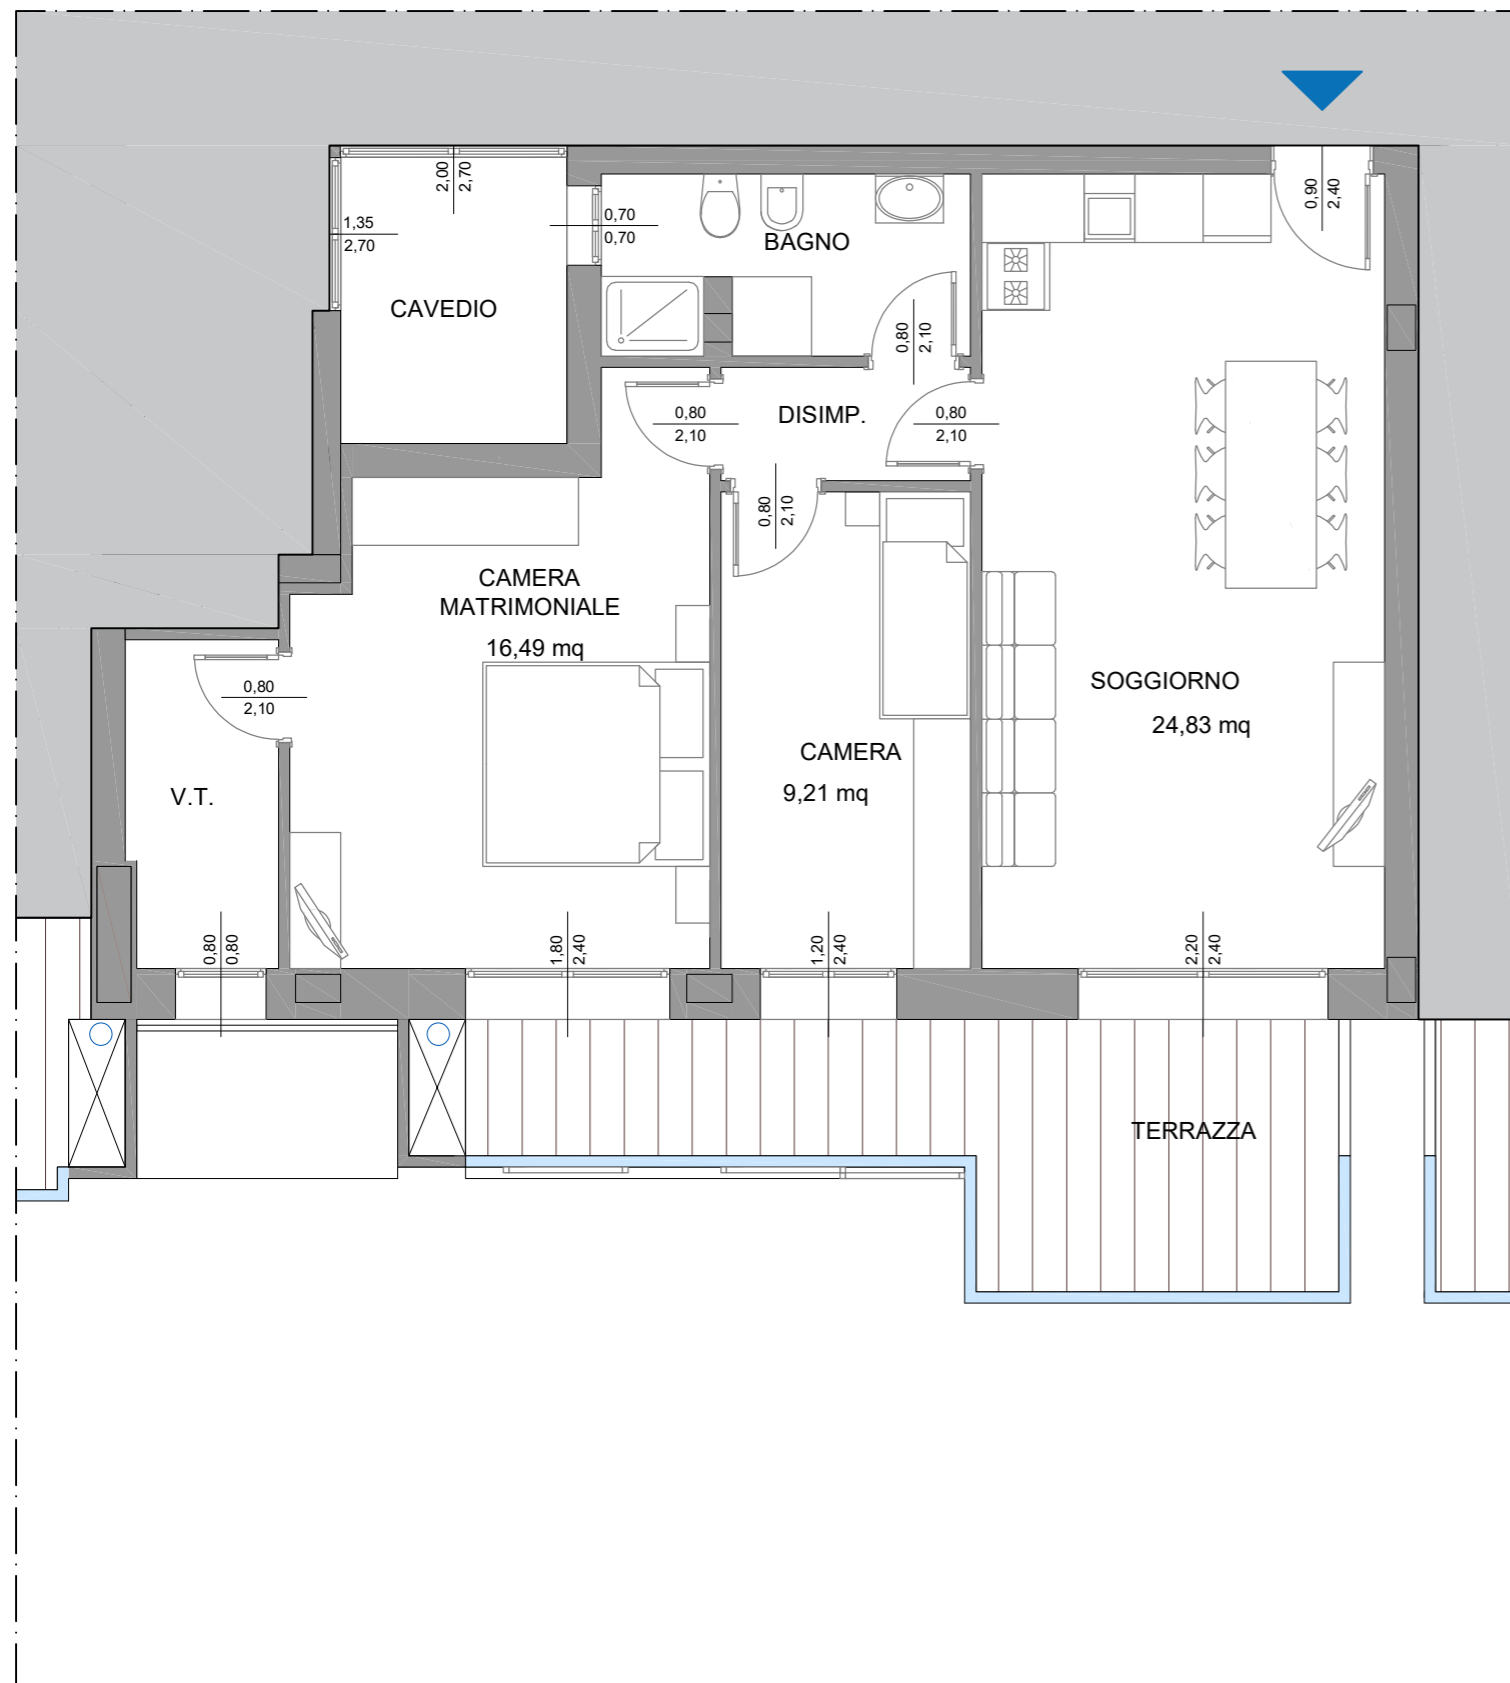 2,00
2,70
1,35
2,70
0,70
0,70
BAGNO
0,90
2,40
CAVEDIO
0,80
2,10
0,80
2,10
DISIMP.
0,80
2,10
0,80
2,10
CAMERA
MATRIMONIALE
16,49 mq
0,80
2,10
SOGGIORNO
24,83 mq
CAMERA
9,21 mq
V.T.
0,80
0,80
1,80
2,40
1,20
2,40
2,20
2,40
TERRAZZA